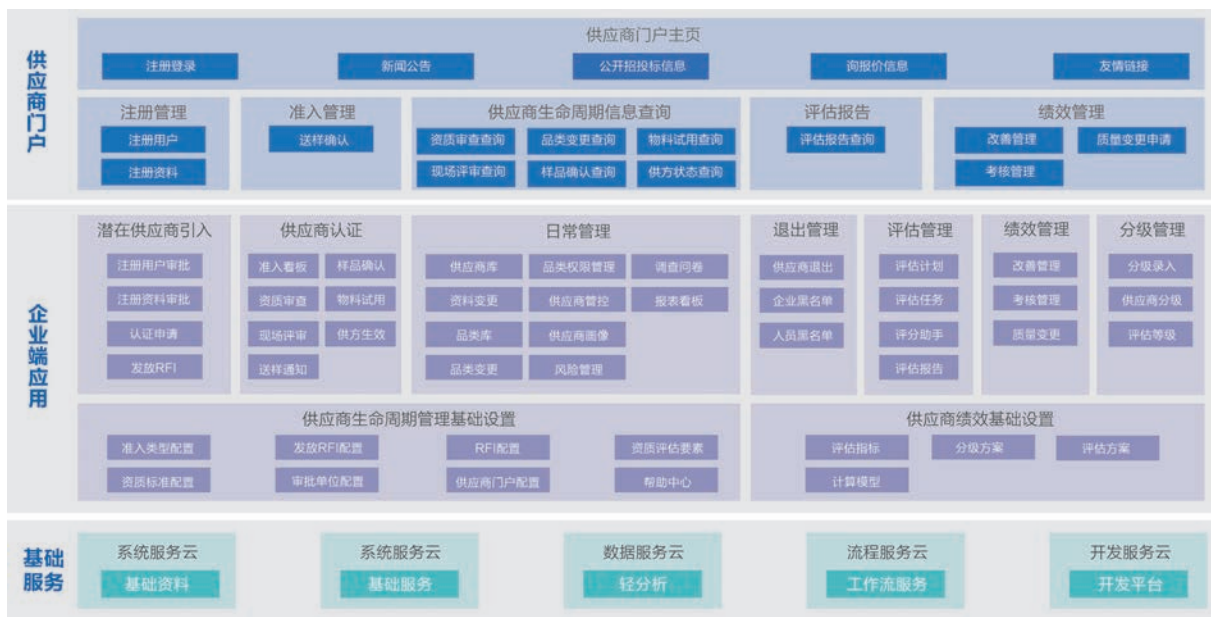 供应商门户
供应商门户主页
注册登录 新闻公告 公开招投标信息 询报价信息 友情链接
注册管理
注册用户
注册资料
准入管理
送样确认
供应商生命周期信息查询
资质审查查询 品类变更查询 物料试用查询
现场评审查询 样品确认查询 供方状态查询
评估报告
评估报告查询
绩效管理
改善管理 质量变更申请
考核管理
企业端应用
潜在供应商引入
注册用户审批
注册资料审批
认证申请
发放RFI
供应商认证
准入看板 样品确认
资质审查 物料试用
现场评审 供方生效
送样通知
日常管理
供应商库 品类权限管理 调查问卷
资料变更 供应商管控 报表看板
品类库 供应商画像
品类变更 风险管理
退出管理
供应商退出
企业黑名单
人员黑名单
评估管理
评估计划
评估任务
评分助手
评估报告
绩效管理
改善管理
考核管理
质量变更
分级管理
分级录入
供应商分级
评估等级
供应商生命周期管理基础设置
准入类型配置 发放RFI配置 RFI配置 资质评估要素
资质标准配置 审批单位配置 供应商门户配置 帮助中心
供应商绩效基础设置
评估指标 分级方案 评估方案
计算模型
基础
服务
系统服务云
基础资料
系统服务云
基础服务
数据服务云
轻分析
流程服务云
工作流服务
开发服务云
开发平台